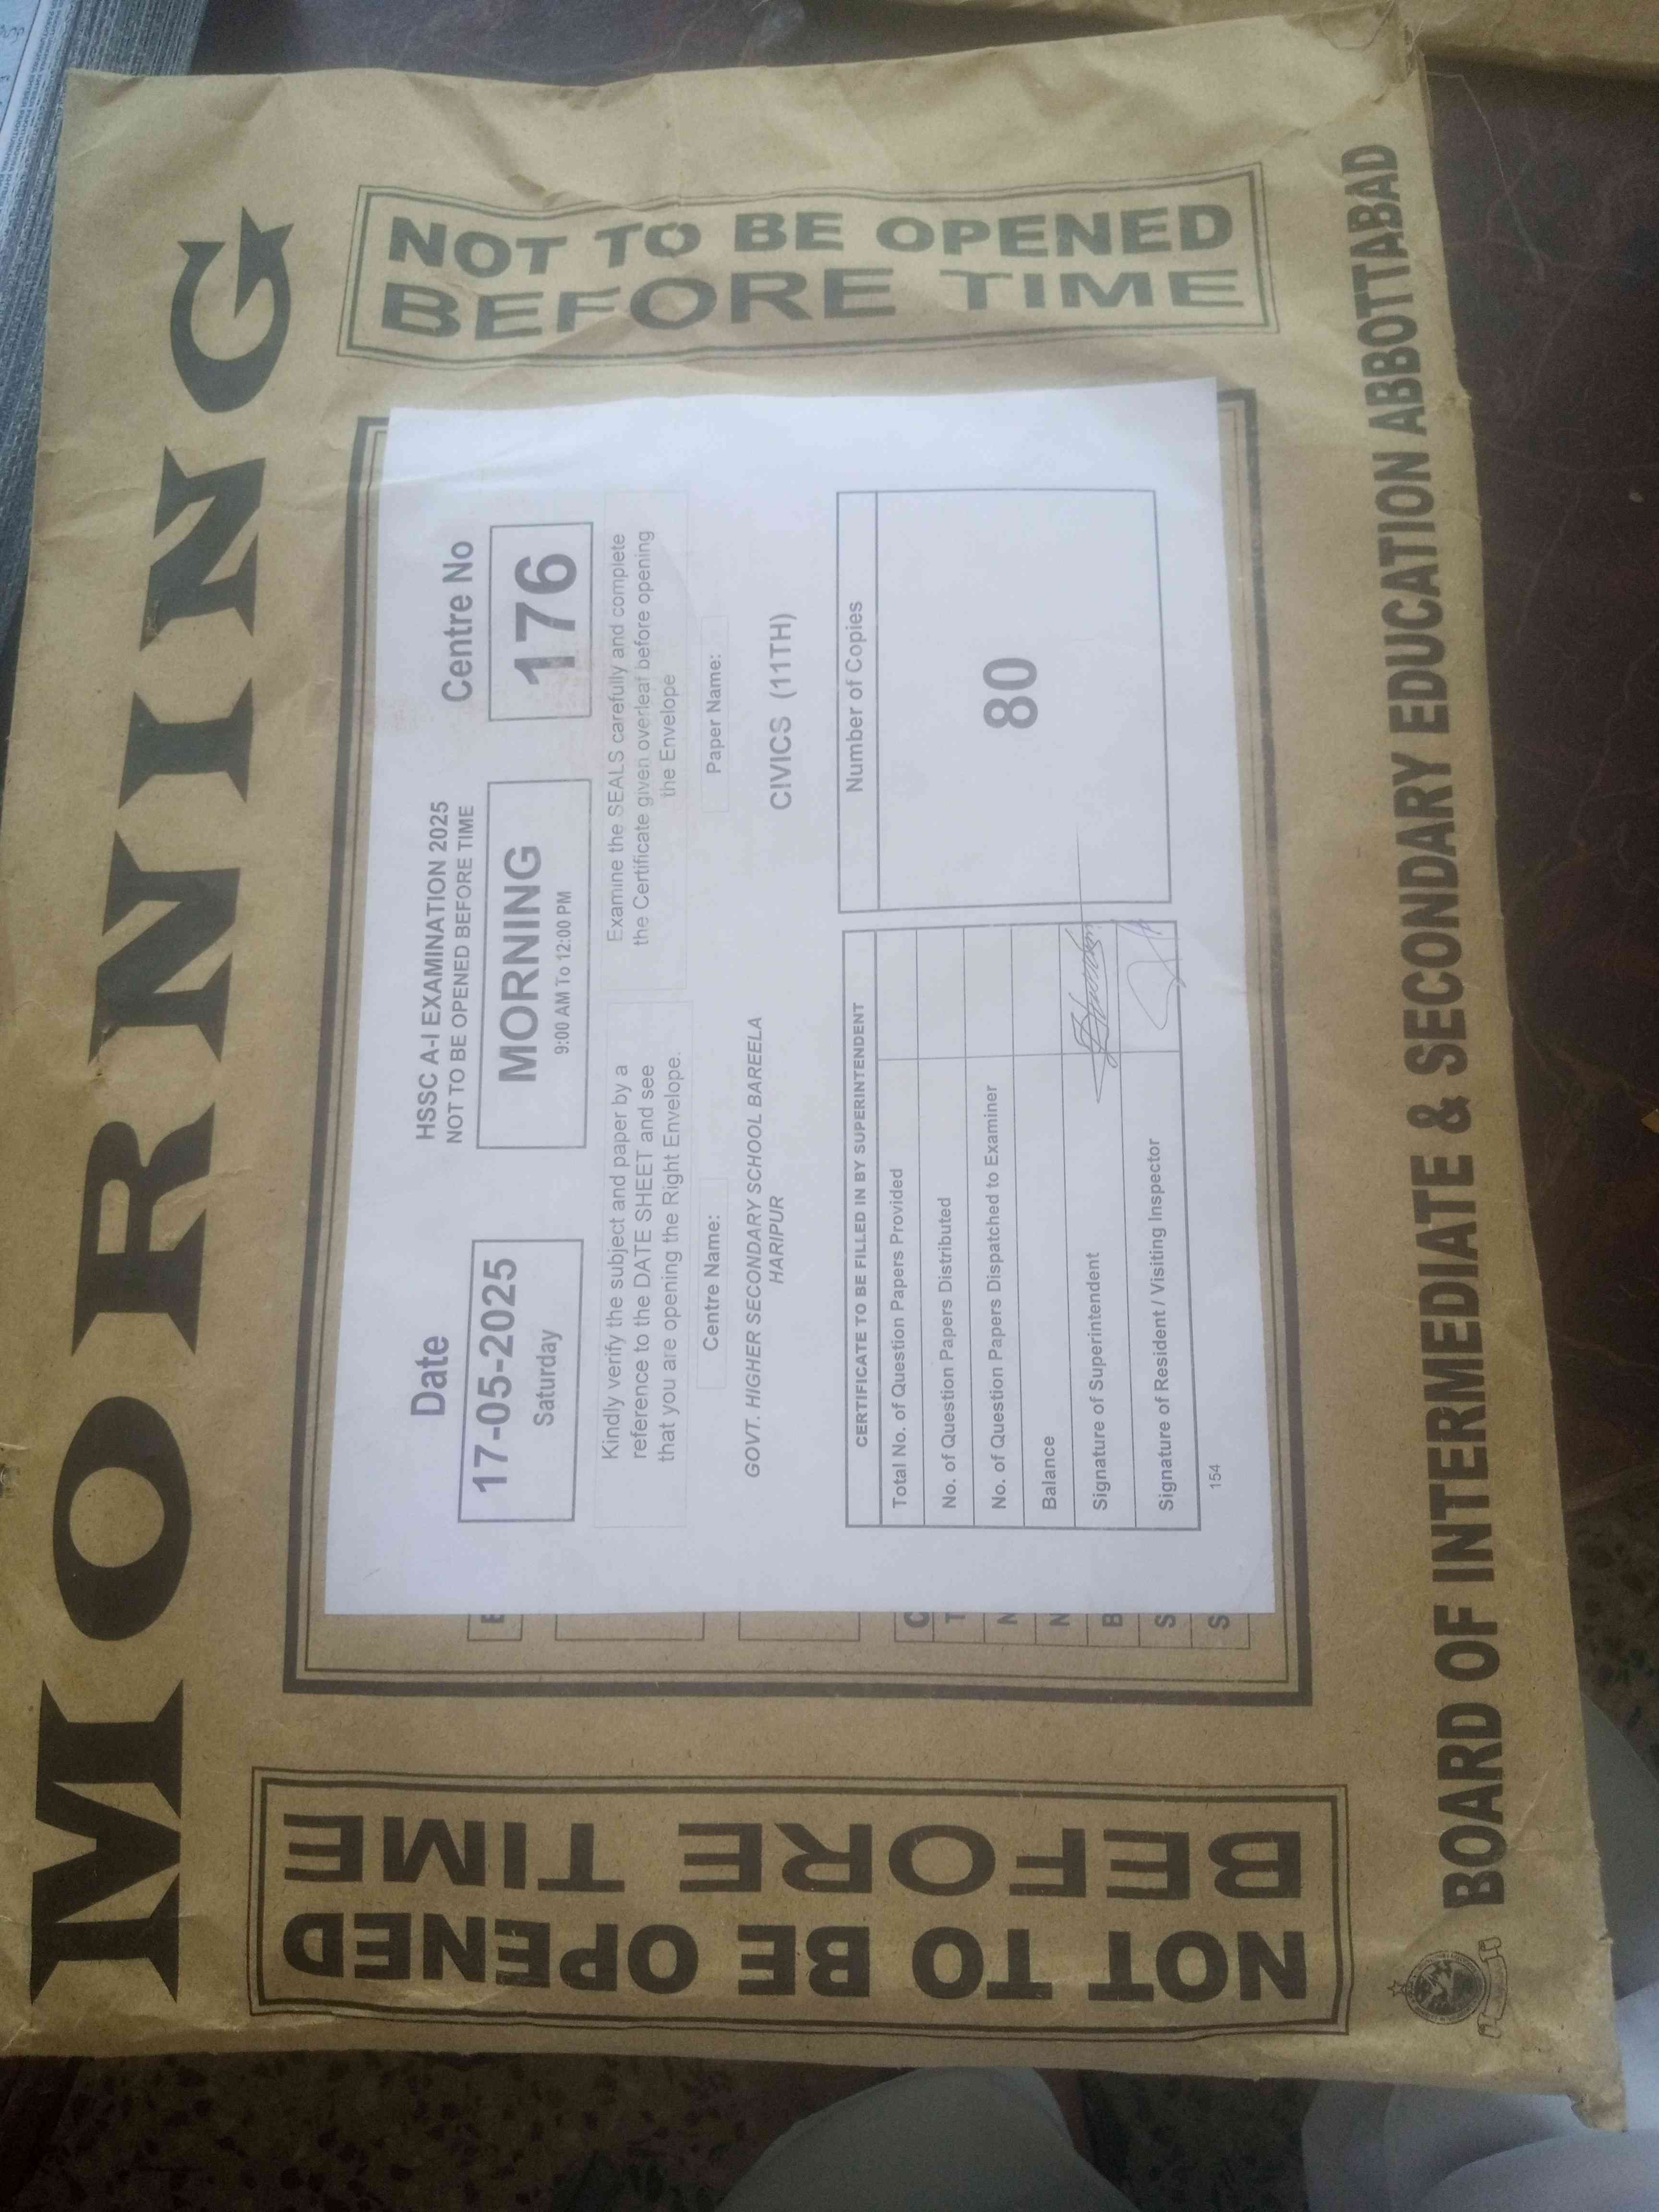 MORNING
NOT TO BE OPENED
BEFORE TIME
HSSC A-I EXAMINATION 2025
NOT TO BE OPENED BEFORE TIME
Date
17-05-2025
Saturday
MORNING
9:00 AM To 12:00 PM
Centre No
176
Kindly verify the subject and paper by a
reference to the DATE SHEET and see
that you are opening the Right Envelope.
Examine the SEALS carefully and complete
the Certificate given overleaf before opening
the Envelope
Centre Name:
GOVT. HIGHER SECONDARY SCHOOL BAREELA
HARIPUR
Paper Name:
CIVICS (11TH)
CERTIFICATE TO BE FILLED IN BY SUPERINTENDENT
Total No. of Question Papers Provided
No. of Question Papers Distributed
No. of Question Papers Dispatched to Examiner
Balance
Signature of Superintendent
Signature of Resident / Visiting Inspector
154
Number of Copies
80
NOT TO BE OPENED
BEFORE TIME
BOARD OF INTERMEDIATE & SECONDARY EDUCATION ABBOTTABAD